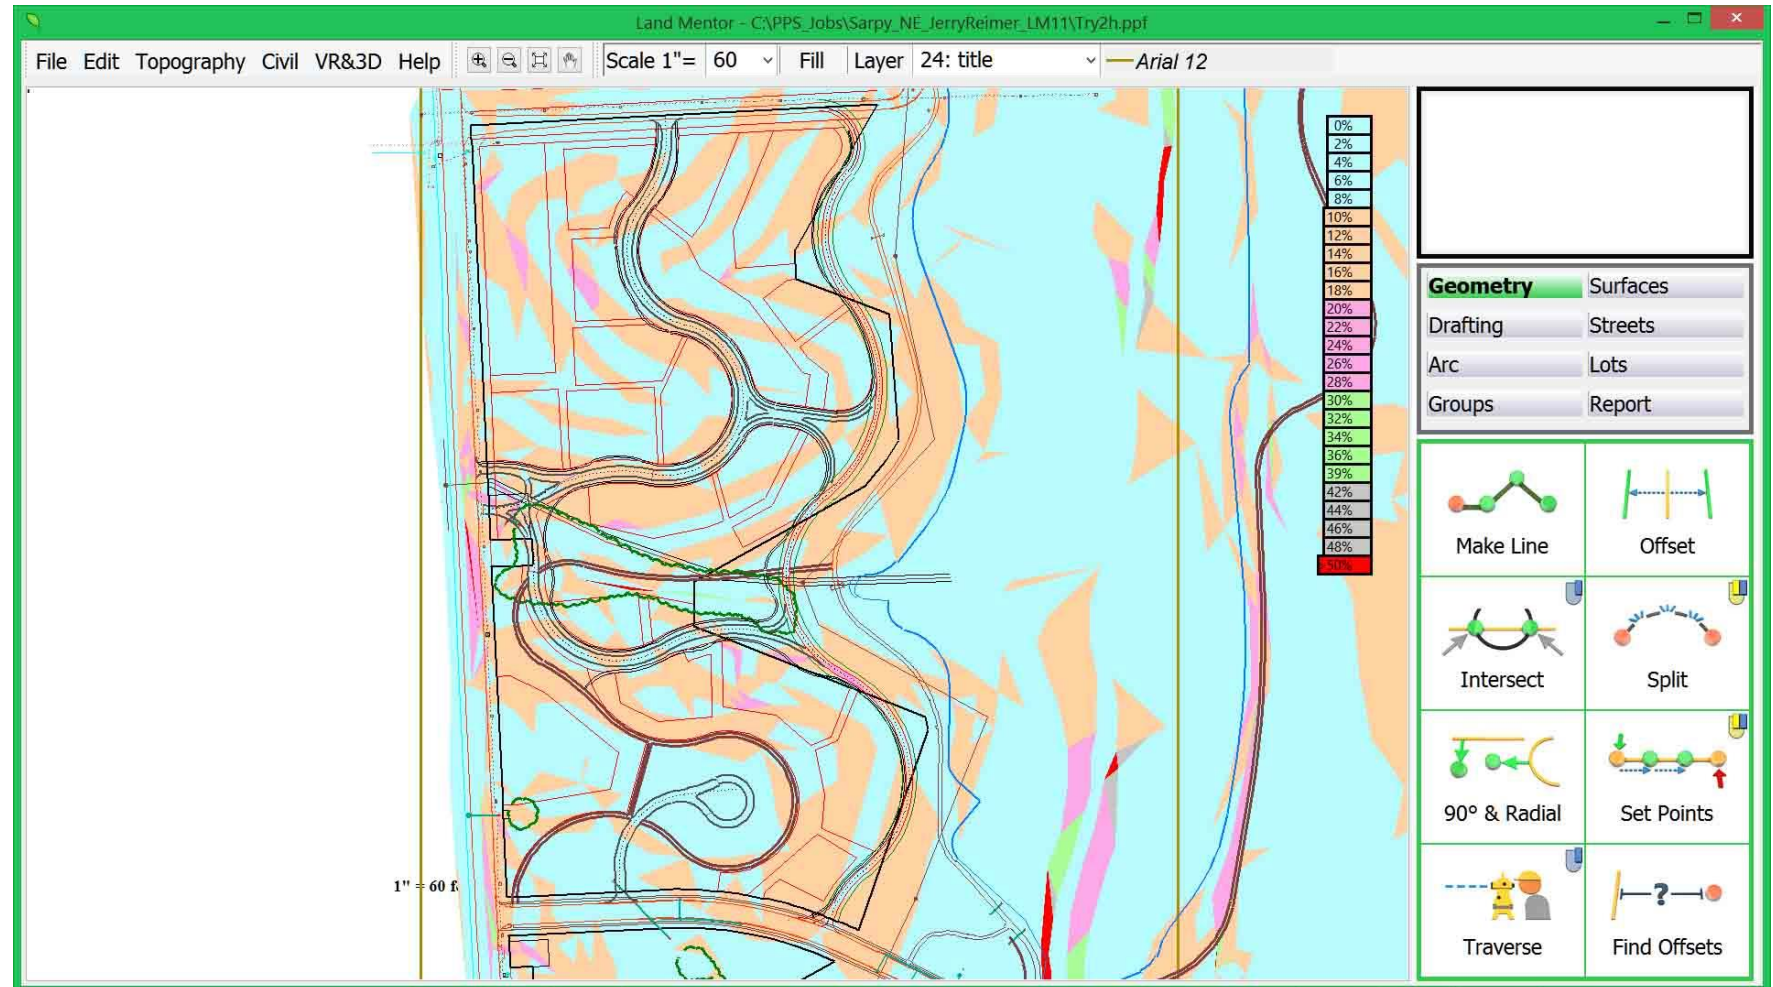 Land Mentor - C:\PPS_Jobs\Sarpy_NE_JerryReimer_LM11\Try2h.ppf
File Edit Topography Civil VR&3D Help Scale 1"= 60 Fill Layer 24: title Arial 12
0%
2%
4%
6%
8%
10%
12%
14%
16%
18%
20%
22%
24%
26%
28%
30%
32%
34%
36%
39%
42%
44%
46%
48%
>50%
1" = 60 f
Geometry Surfaces
Drafting Streets
Arc Lots
Groups Report
Make Line Offset
Intersect Split
90° & Radial Set Points
Traverse Find Offsets